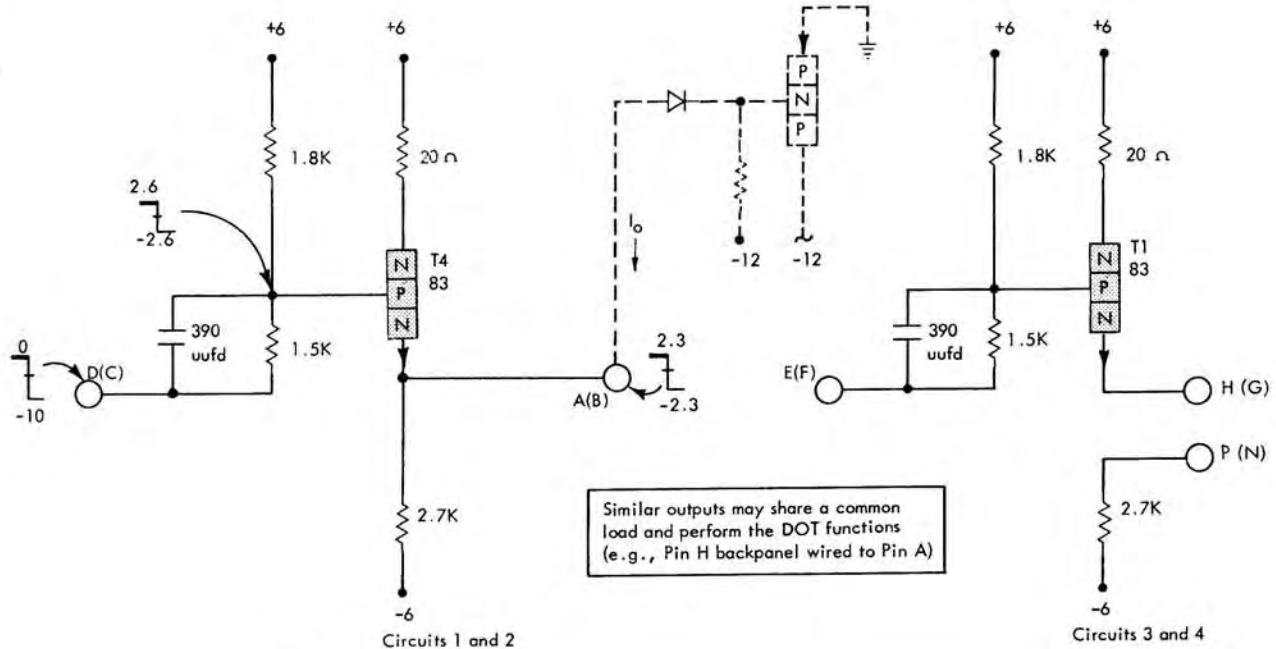 +6
+6
+6
+6
P
N
P
1.8K
20 Ω
1.8K
20 Ω
2.6
-2.6
I₀
-12
-12
N
P
N
T4
83
N
P
N
T1
83
390
uufd
1.5K
390
uufd
1.5K
0
-10
D(C)
2.3
-2.3
A(B)
E(F)
H (G)
P (N)
2.7K
2.7K
Similar outputs may share a common
load and perform the DOT functions
(e.g., Pin H backpanel wired to Pin A)
-6
-6
Circuits 1 and 2
Circuits 3 and 4